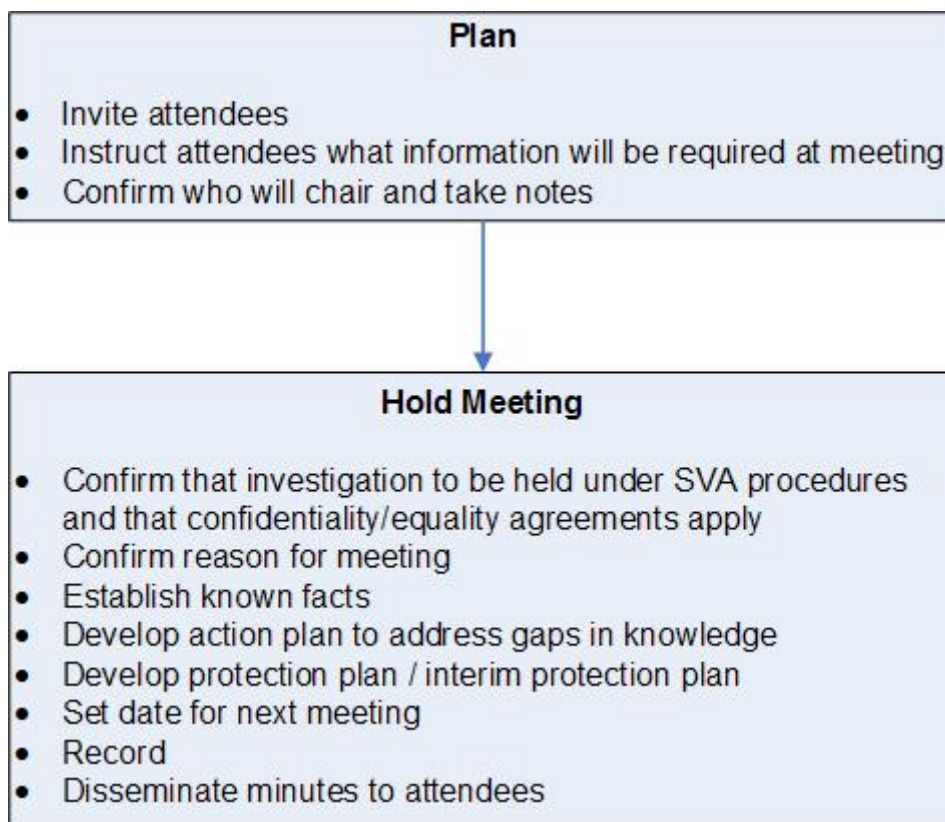 Plan
• Invite attendees
• Instruct attendees what information will be required at meeting
• Confirm who will chair and take notes
Hold Meeting
• Confirm that investigation to be held under SVA procedures
and that confidentiality/equality agreements apply
• Confirm reason for meeting
• Establish known facts
• Develop action plan to address gaps in knowledge
• Develop protection plan / interim protection plan
• Set date for next meeting
• Record
• Disseminate minutes to attendees